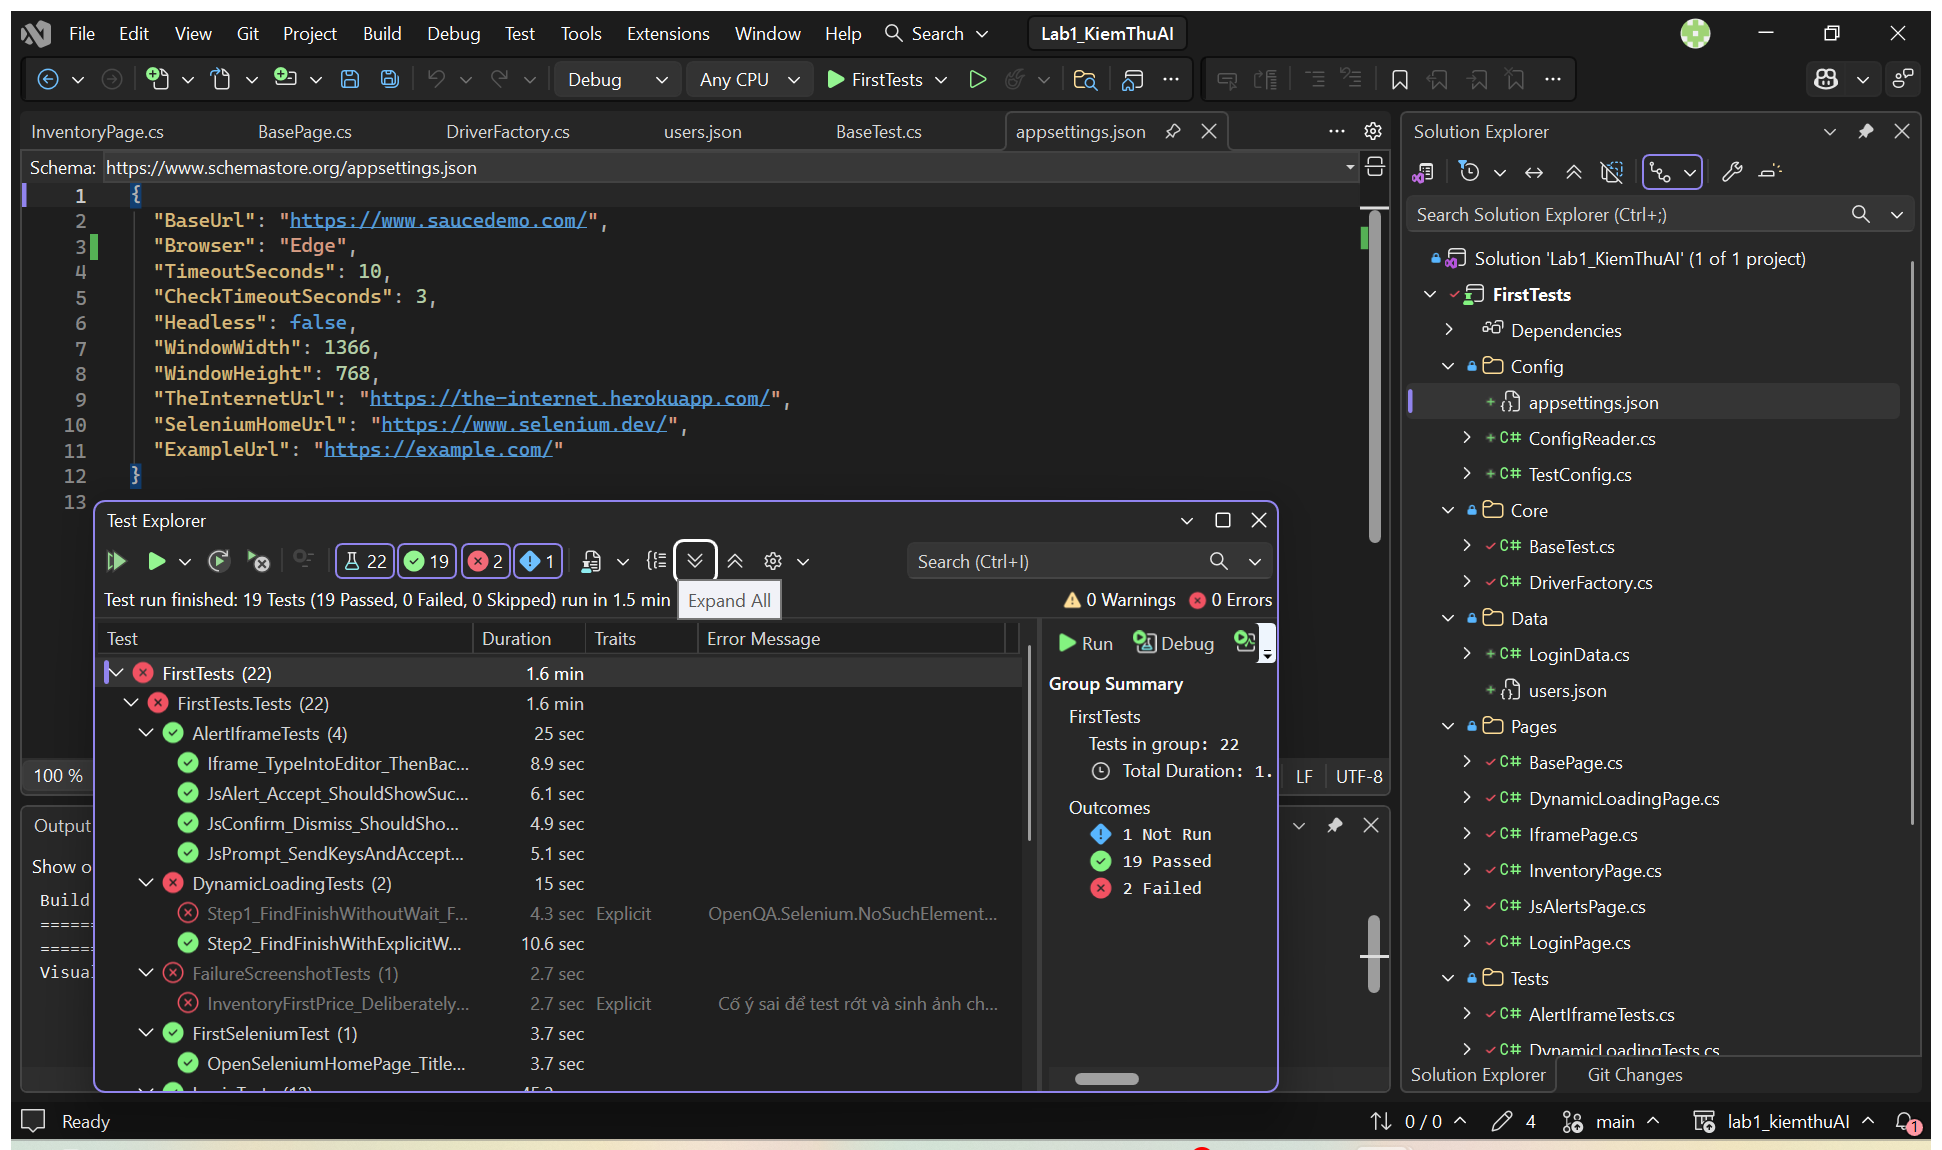 File Edit View Git Project Build Debug Test Tools Extensions Window Help Search Lab1_KiemThuAI
Debug Any CPU FirstTests
InventoryPage.cs BasePage.cs DriverFactory.cs users.json BaseTest.cs appsettings.json
Schema: https://www.schemastore.org/appsettings.json
1 {
2 "BaseUrl": "https://www.saucedemo.com/",
3 "Browser": "Edge",
4 "TimeoutSeconds": 10,
5 "CheckTimeoutSeconds": 3,
6 "Headless": false,
7 "WindowWidth": 1366,
8 "WindowHeight": 768,
9 "TheInternetUrl": "https://the-internet.herokuapp.com/",
10 "SeleniumHomeUrl": "https://www.selenium.dev/",
11 "ExampleUrl": "https://example.com/"
12 }
13
100 %
LF UTF-8
Output
Show o
Build
======
======
Visual
Test Explorer
22 19 2 1 Search (Ctrl+I)
Test run finished: 19 Tests (19 Passed, 0 Failed, 0 Skipped) run in 1.5 min
Expand All
0 Warnings 0 Errors
Test Duration Traits Error Message
FirstTests (22) 1.6 min
FirstTests.Tests (22) 1.6 min
AlertIframeTests (4) 25 sec
Iframe_TypeIntoEditor_ThenBac... 8.9 sec
JsAlert_Accept_ShouldShowSuc... 6.1 sec
JsConfirm_Dismiss_ShouldSho... 4.9 sec
JsPrompt_SendKeysAndAccept... 5.1 sec
DynamicLoadingTests (2) 15 sec
Step1_FindFinishWithoutWait_F... 4.3 sec Explicit OpenQA.Selenium.NoSuchElement...
Step2_FindFinishWithExplicitW... 10.6 sec
FailureScreenshotTests (1) 2.7 sec
InventoryFirstPrice_Deliberately... 2.7 sec Explicit Cố ý sai để test rớt và sinh ảnh ch...
FirstSeleniumTest (1) 3.7 sec
OpenSeleniumHomePage_Title... 3.7 sec
Run Debug
Group Summary
FirstTests
Tests in group: 22
Total Duration: 1.
Outcomes
1 Not Run
19 Passed
2 Failed
Solution Explorer
Search Solution Explorer (Ctrl+;)
Solution 'Lab1_KiemThuAI' (1 of 1 project)
FirstTests
Dependencies
Config
appsettings.json
C# ConfigReader.cs
C# TestConfig.cs
Core
C# BaseTest.cs
C# DriverFactory.cs
Data
C# LoginData.cs
users.json
Pages
C# BasePage.cs
C# DynamicLoadingPage.cs
C# IframePage.cs
C# InventoryPage.cs
C# JsAlertsPage.cs
C# LoginPage.cs
Tests
C# AlertIframeTests.cs
C# DynamicLoadingTests.cs
Solution Explorer Git Changes
Ready 0 / 0 4 main lab1_kiemthuAI 1